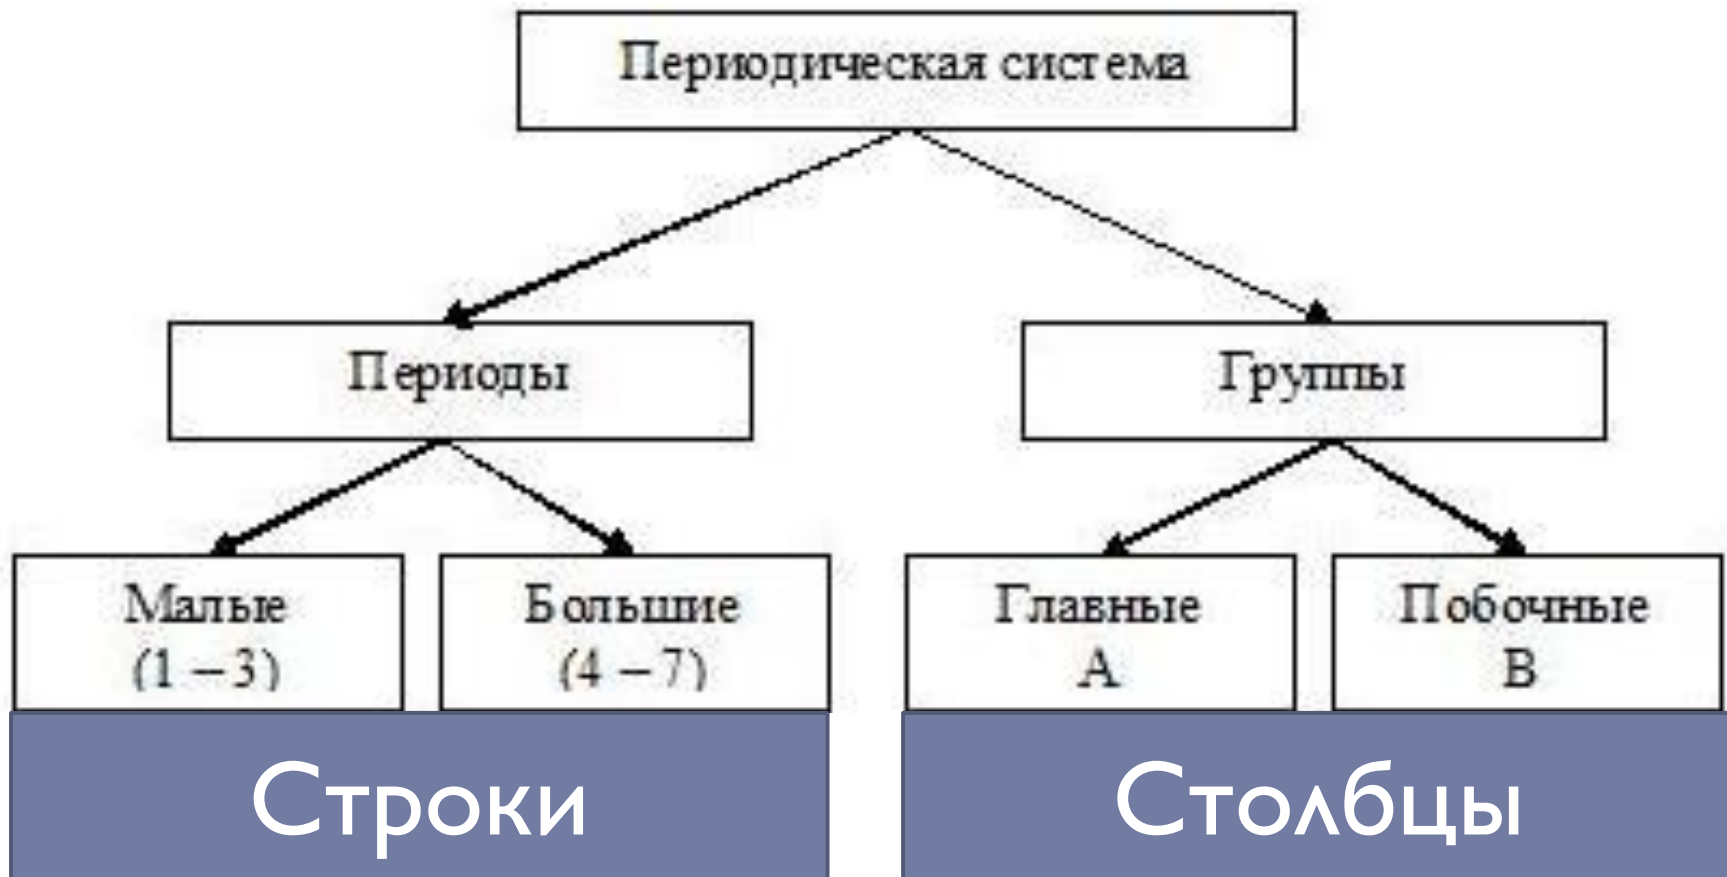 Периодическая система
Периоды
Группы
Малые
(1 – 3)
Большие
(4 – 7)
Главные
А
Побочные
В
Строки
Столбцы